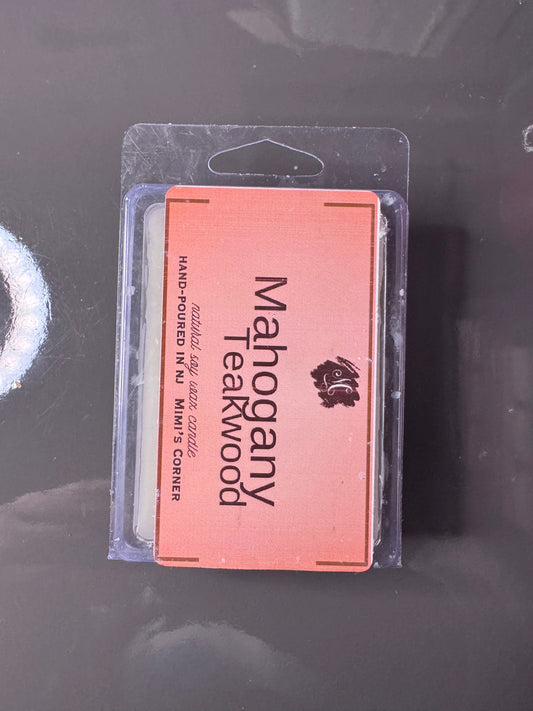 Mahogany
Teakwood
natural soy wax candle
HAND-POURED IN NJ MIMI'S CORNER